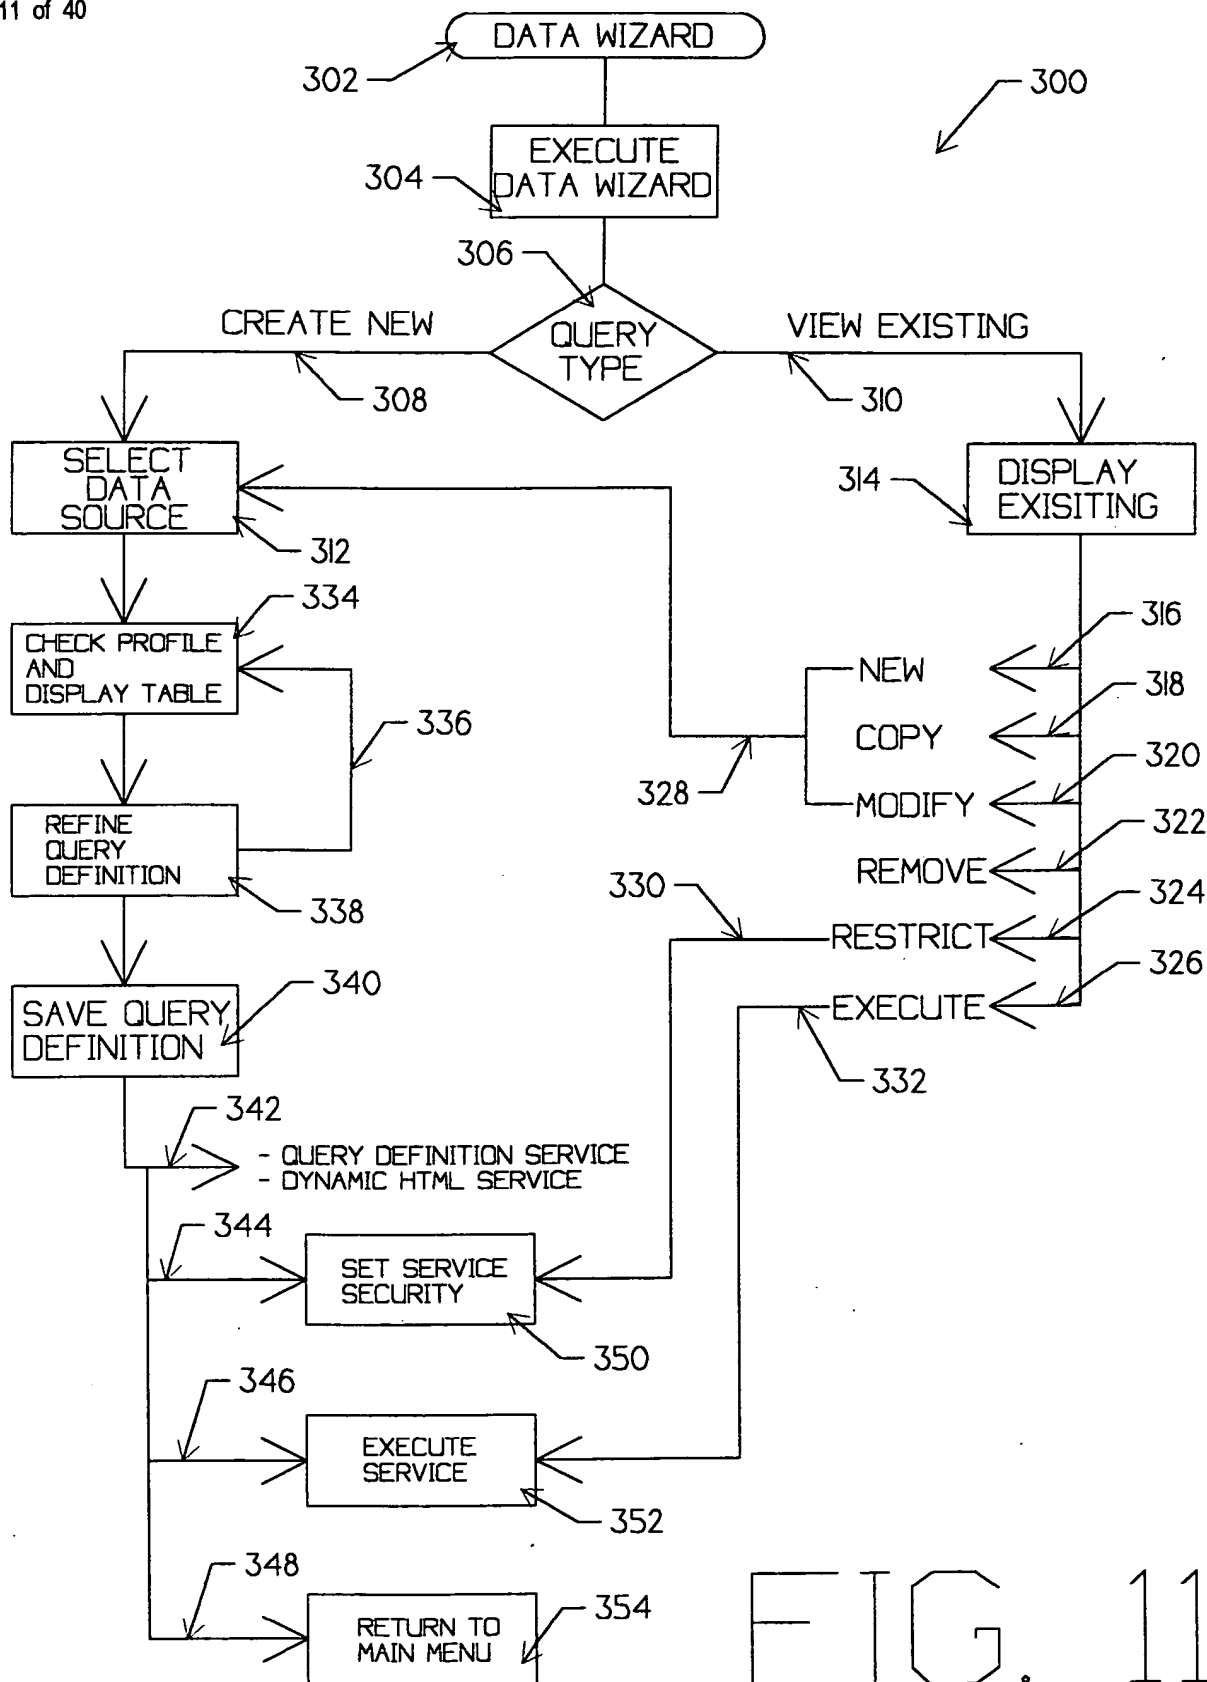 11 of 40
DATA WIZARD
302
300
EXECUTE
DATA WIZARD
304
306
CREATE NEW
QUERY
TYPE
VIEW EXISTING
308
310
SELECT
DATA
SOURCE
312
314
DISPLAY
EXISITING
334
CHECK PROFILE
AND
DISPLAY TABLE
336
316
NEW
318
COPY
320
328
MODIFY
322
REMOVE
REFINE
QUERY
DEFINITION
338
330
324
RESTRICT
326
EXECUTE
332
340
SAVE QUERY
DEFINITION
342
- QUERY DEFINITION SERVICE
- DYNAMIC HTML SERVICE
344
SET SERVICE
SECURITY
350
346
EXECUTE
SERVICE
352
348
RETURN TO
MAIN MENU
354
FIG. 11